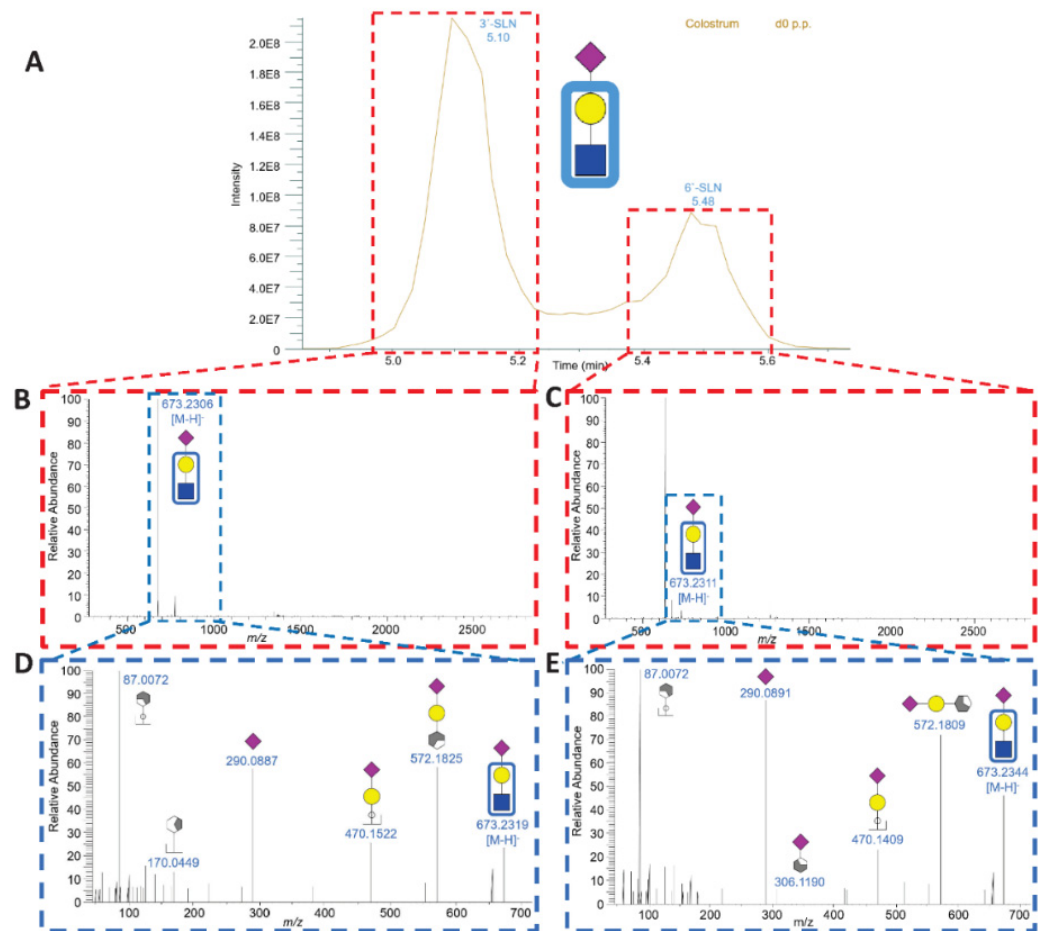 A
3´-SLN
5.10
Colostrum d0 p.p.
2.0E8
1.8E8
1.6E8
1.4E8
1.2E8
1.0E8
8.0E7
6.0E7
4.0E7
2.0E7
0
Intensity
6´-SLN
5.48
5.0 5.2 5.4 5.6
Time (min)
B
100
90
80
70
60
50
40
30
20
10
0
Relative Abundance
673.2306
[M-H]-
500 1000 1500 2000 2500
m/z
C
100
90
80
70
60
50
40
30
20
10
0
Relative Abundance
673.2311
[M-H]-
500 1000 1500 2000 2500
m/z
D
100
90
80
70
60
50
40
30
20
10
0
Relative Abundance
87.0072
170.0449
290.0887
470.1522
572.1825
673.2319
[M-H]-
100 200 300 400 500 600 700
m/z
E
100
90
80
70
60
50
40
30
20
10
0
Relative Abundance
87.0072
290.0891
306.1190
470.1409
572.1809
673.2344
[M-H]-
100 200 300 400 500 600 700
m/z